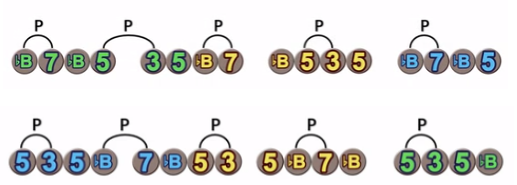 P P P P P
♭B 7 ♭B 5 3 5 ♭B 7 ♭B 5 3 5 ♭B 7 ♭B 5
P P P P P
5 3 5 ♭B 7 ♭B 5 3 5 ♭B 7 ♭B 5 3 5 ♭B